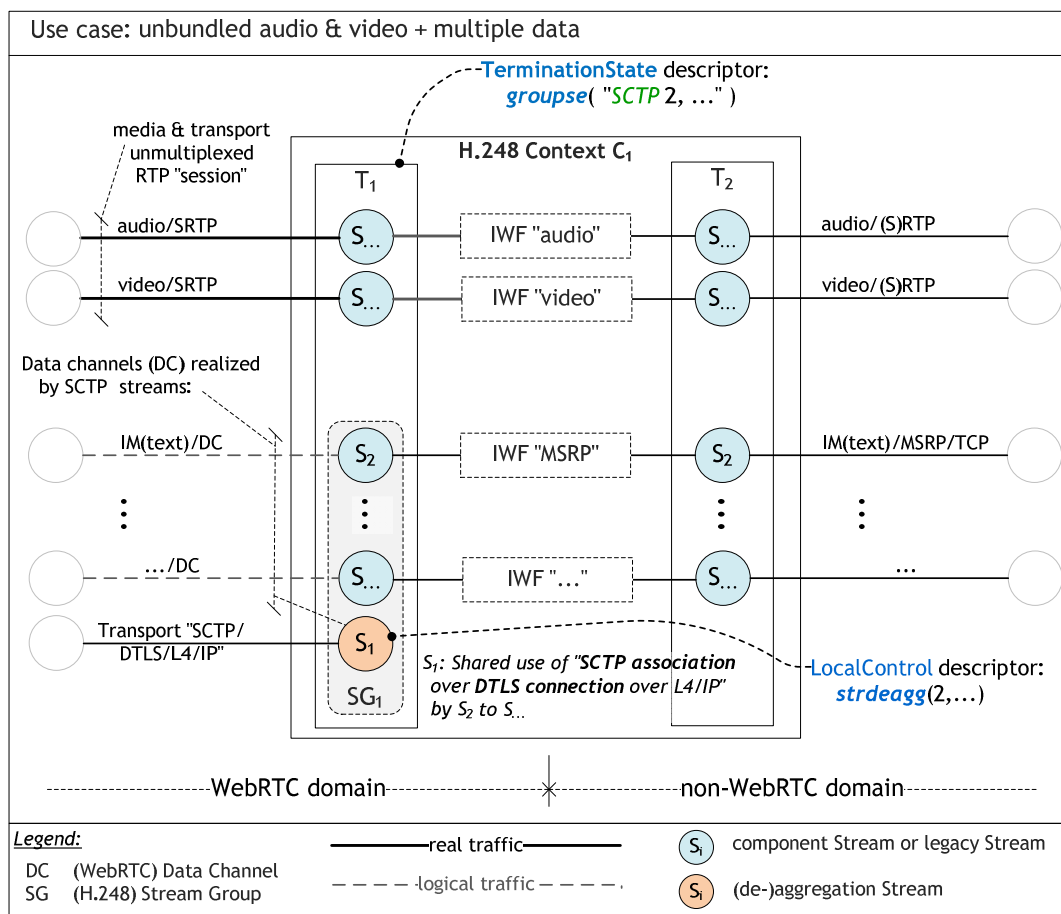 Use case: unbundled audio & video + multiple data
TerminationState descriptor:
groupse( "SCTP 2, ..." )
media & transport
unmultiplexed
RTP "session"
H.248 Context C1
T1
T2
audio/SRTP
S...
IWF "audio"
S...
audio/(S)RTP
video/SRTP
S...
IWF "video"
S...
video/(S)RTP
Data channels (DC) realized
by SCTP streams:
IM(text)/DC
S2
IWF "MSRP"
S2
IM(text)/MSRP/TCP
.../DC
S...
IWF "..."
S...
...
Transport "SCTP/
DTLS/L4/IP"
S1
SG1
S1: Shared use of "SCTP association
over DTLS connection over L4/IP"
by S2 to S...
LocalControl descriptor:
strdeagg(2,...)
WebRTC domain
non-WebRTC domain
Legend:
DC (WebRTC) Data Channel
SG (H.248) Stream Group
real traffic
logical traffic
Si component Stream or legacy Stream
Si (de-)aggregation Stream